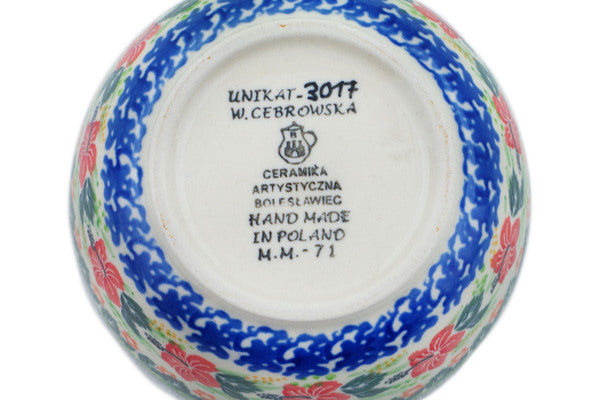 UNIKAT-3017
W. CEBROWSKA
B
CERAMIKA
ARTYSTYCZNA
BOLESŁAWIEC
HAND MADE
IN POLAND
M.M.-71